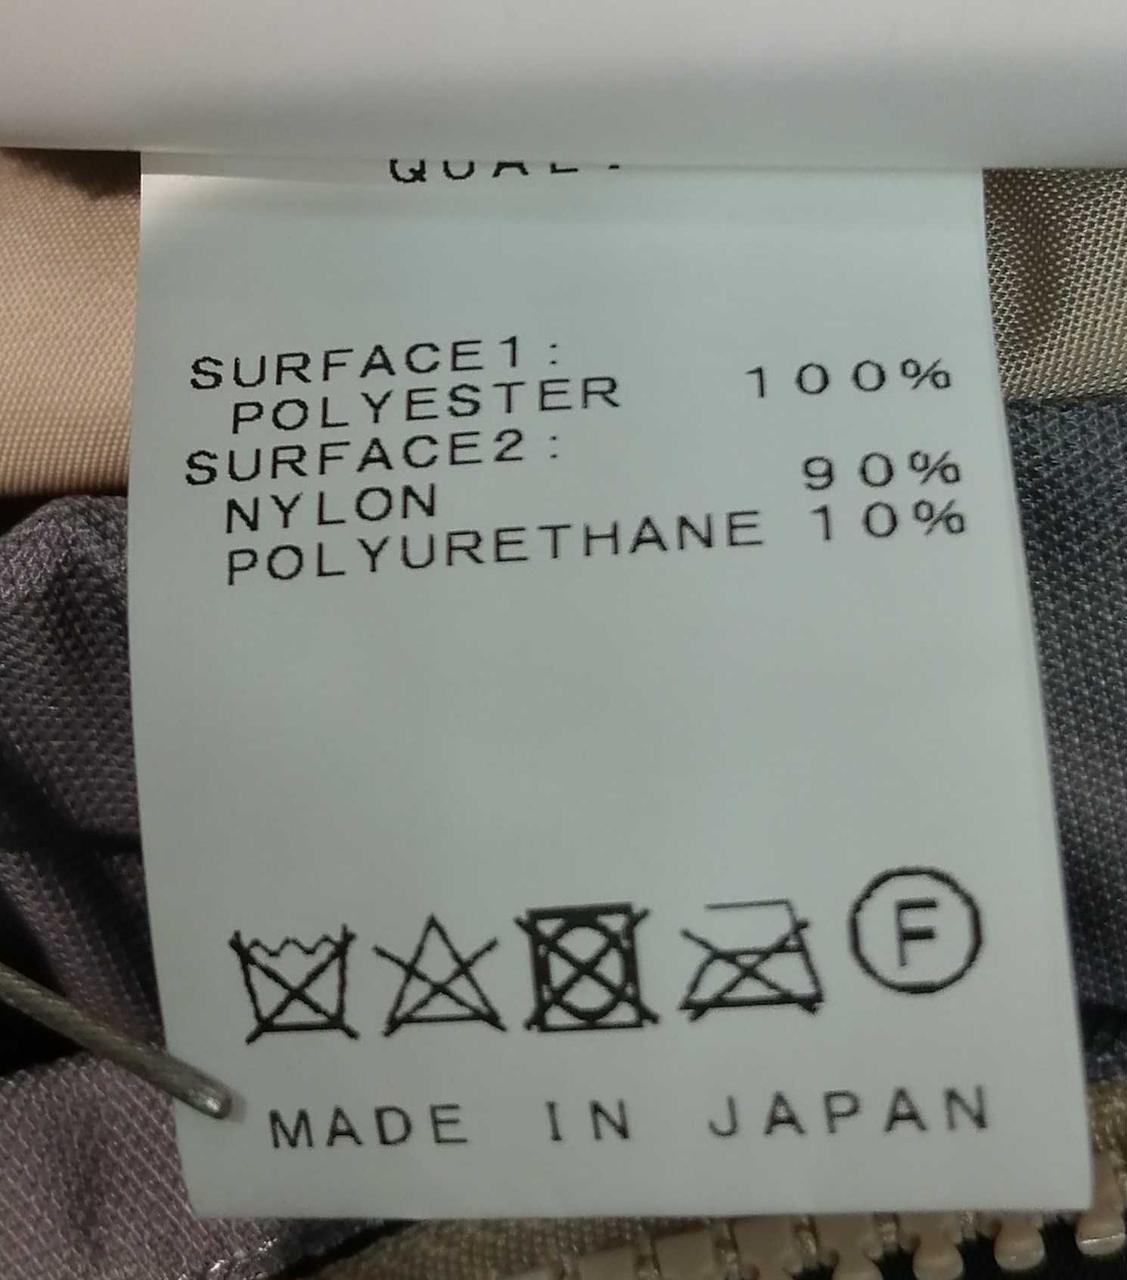 SURFACE1:
POLYESTER 100%
SURFACE2:
NYLON 90%
POLYURETHANE 10%
F
MADE IN JAPAN